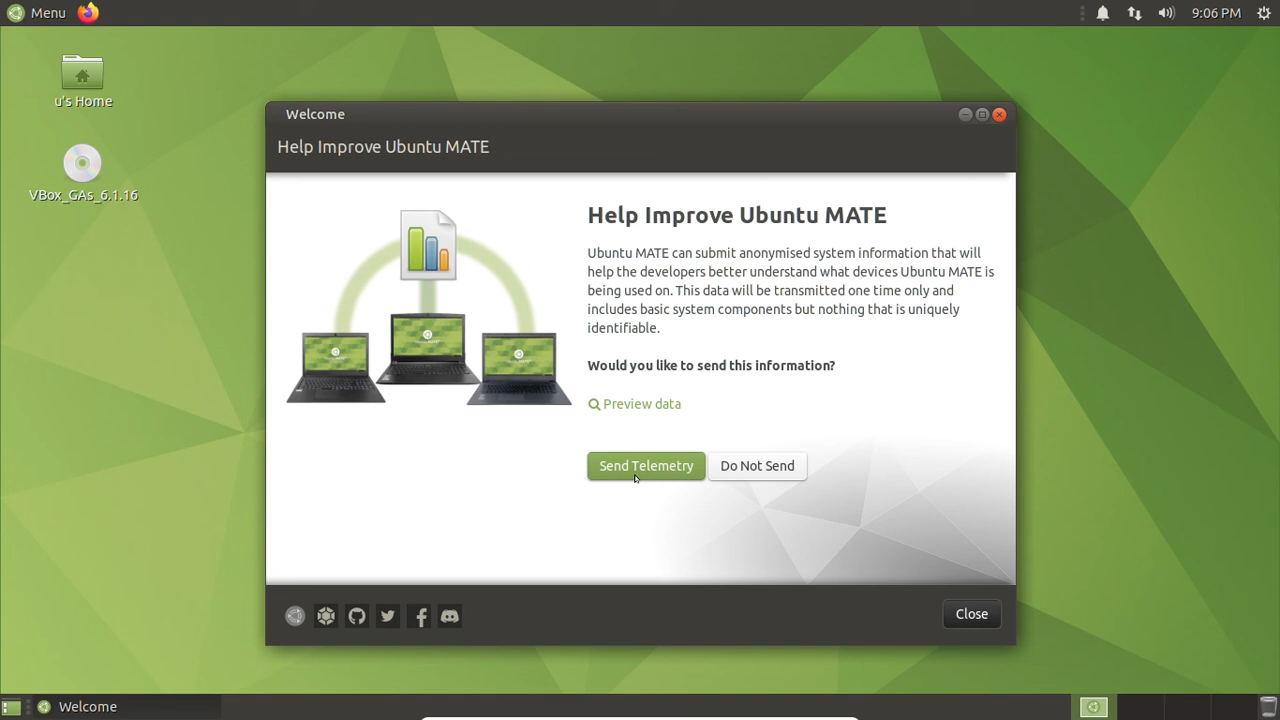 Menu
9:06 PM
u's Home
VBox_GAs_6.1.16
Welcome
Help Improve Ubuntu MATE
Help Improve Ubuntu MATE
Ubuntu MATE can submit anonymised system information that will
help the developers better understand what devices Ubuntu MATE is
being used on. This data will be transmitted one time only and
includes basic system components but nothing that is uniquely
identifiable.
Would you like to send this information?
Preview data
Send Telemetry
Do Not Send
Close
Welcome